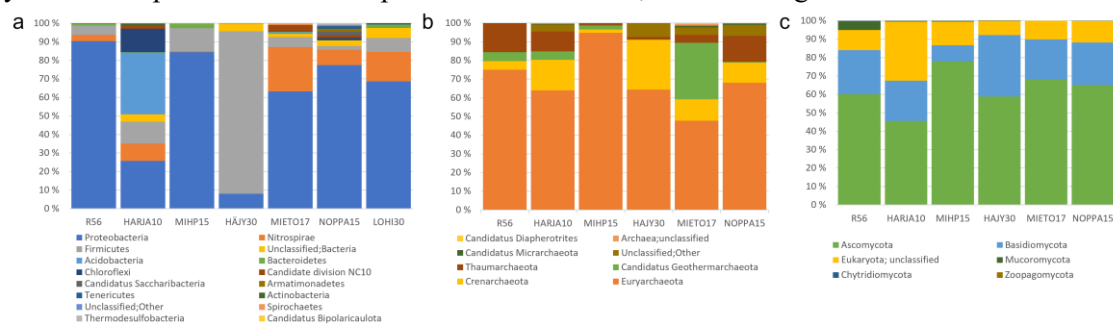 a
100 %
90 %
80 %
70 %
60 %
50 %
40 %
30 %
20 %
10 %
0 %
R56 HARJA10 MIHP15 HÄJY30 MIETO17 NOPPA15 LOHI30
Proteobacteria Nitrospirae
Firmicutes Unclassified;Bacteria
Acidobacteria Bacteroidetes
Chloroflexi Candidate division NC10
Candidatus Saccharibacteria Armatimonadetes
Tenericutes Actinobacteria
Unclassified;Other Spirochaetes
Thermodesulfobacteria Candidatus Bipolaricaulota
b
100 %
90 %
80 %
70 %
60 %
50 %
40 %
30 %
20 %
10 %
0 %
R56 HARJA10 MIHP15 HAJY30 MIETO17 NOPPA15
Candidatus Diapherotrites Archaea;unclassified
Candidatus Micrarchaeota Unclassified;Other
Thaumarchaeota Candidatus Geothermarchaeota
Crenarchaeota Euryarchaeota
c
100 %
90 %
80 %
70 %
60 %
50 %
40 %
30 %
20 %
10 %
0 %
R56 HARJA10 MIHP15 HAJY30 MIETO17 NOPPA15
Ascomycota Basidiomycota
Eukaryota; unclassified Mucoromycota
Chytridiomycota Zoopagomycota